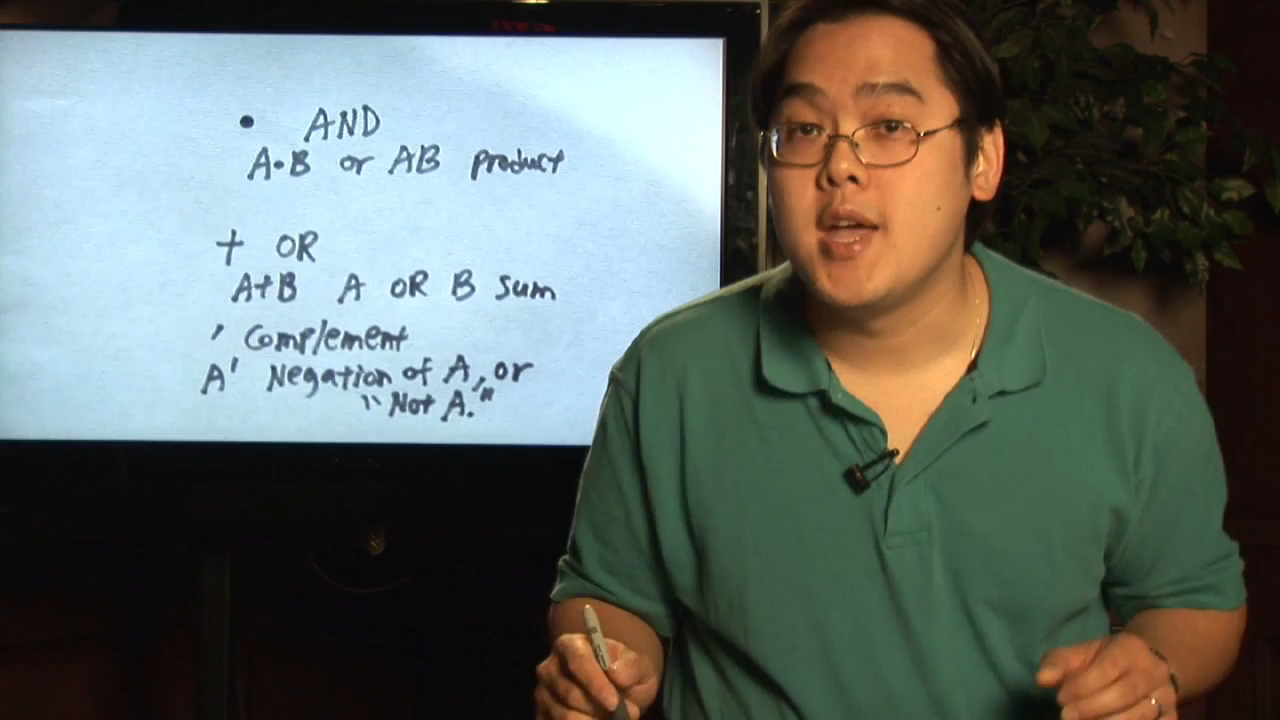 • AND
A•B or AB product
+ OR
A+B A OR B sum
' Complement
A' Negation of A, or
"Not A."